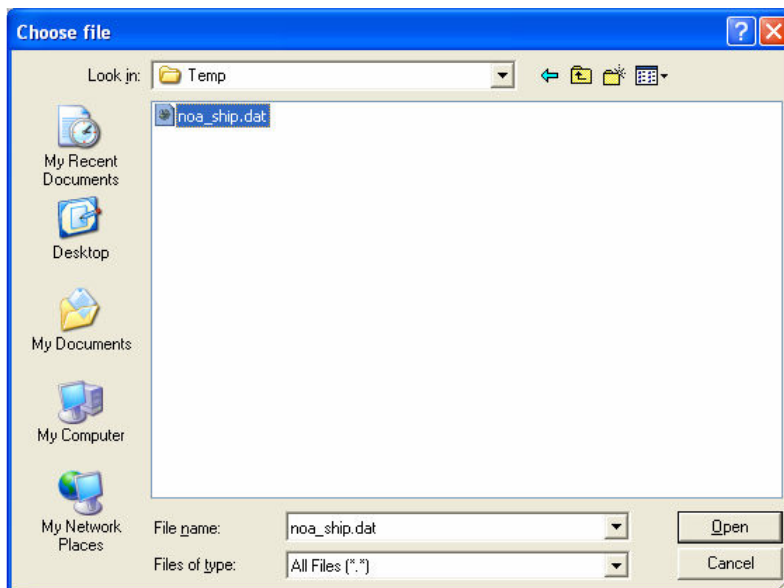 Choose file
Look in: Temp
noa_ship.dat
My Recent
Documents
Desktop
My Documents
My Computer
My Network
Places
File name: noa_ship.dat Open
Files of type: All Files (*.*) Cancel